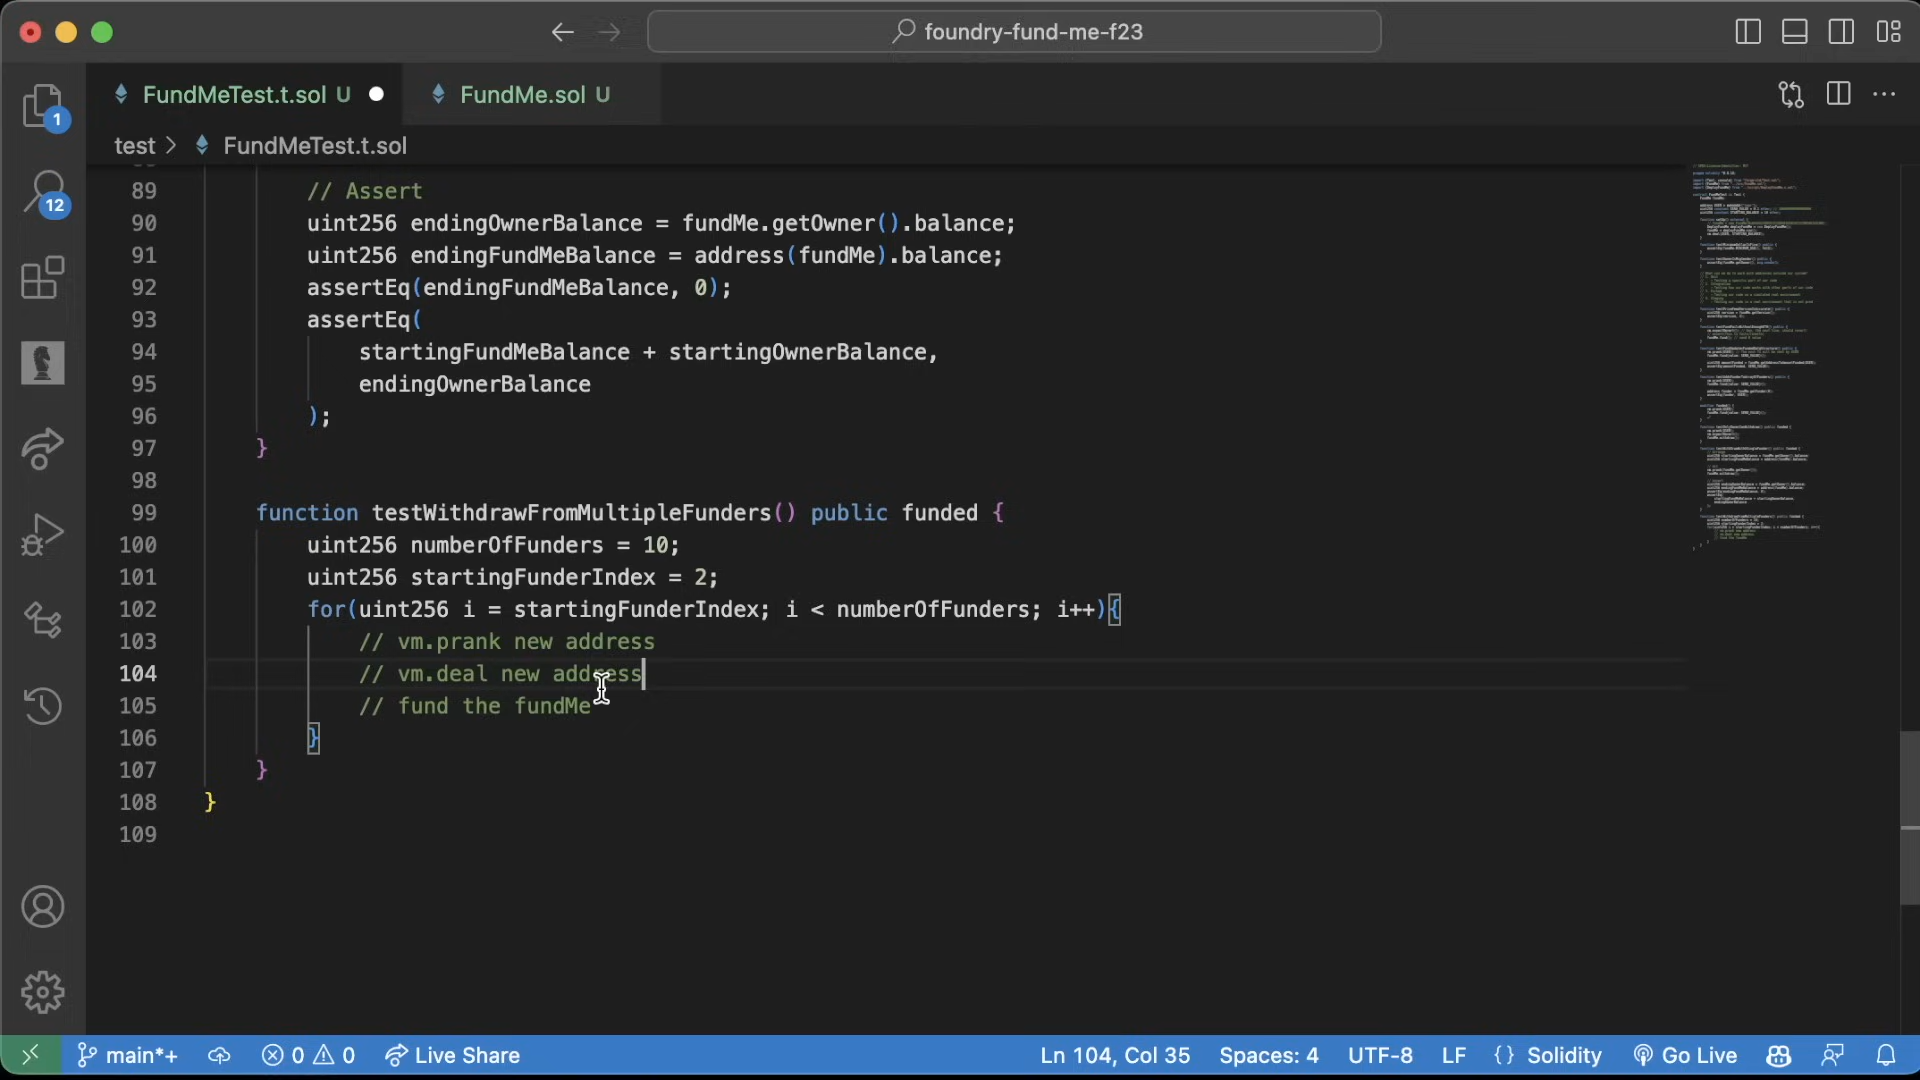 foundry-fund-me-f23
FundMeTest.t.sol U
FundMe.sol U
1
test > FundMeTest.t.sol
12
89 // Assert
90 uint256 endingOwnerBalance = fundMe.getOwner().balance;
91 uint256 endingFundMeBalance = address(fundMe).balance;
92 assertEq(endingFundMeBalance, 0);
93 assertEq(
94 startingFundMeBalance + startingOwnerBalance,
95 endingOwnerBalance
96 );
97 }
98
99 function testWithdrawFromMultipleFunders() public funded {
100 uint256 numberOfFunders = 10;
101 uint256 startingFunderIndex = 2;
102 for(uint256 i = startingFunderIndex; i < numberOfFunders; i++){
103 // vm.prank new address
104 // vm.deal new address
105 // fund the fundMe
106 }
107 }
108 }
109
main*+ 0 0 Live Share Ln 104, Col 35 Spaces: 4 UTF-8 LF {} Solidity Go Live